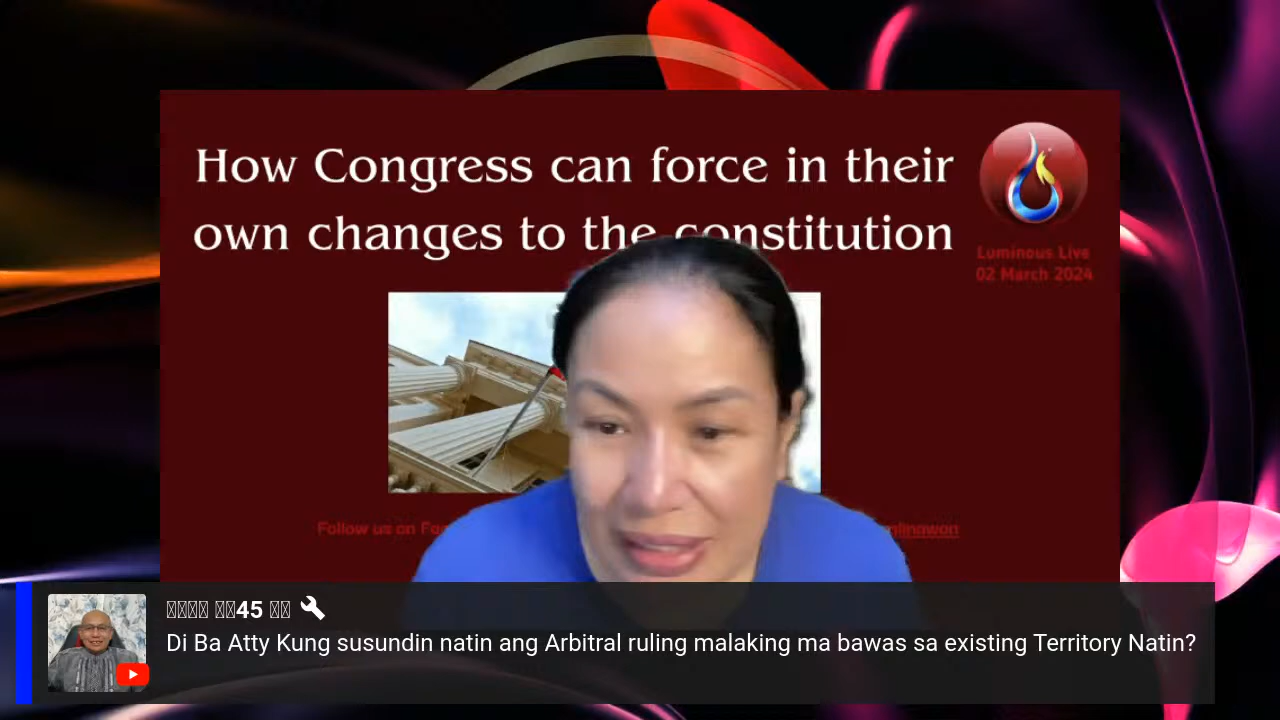 How Congress can force in their
own changes to the constitution
Luminous Live
02 March 2024
Follow us on
45
Di Ba Atty Kung susundin natin ang Arbitral ruling malaking ma bawas sa existing Territory Natin?